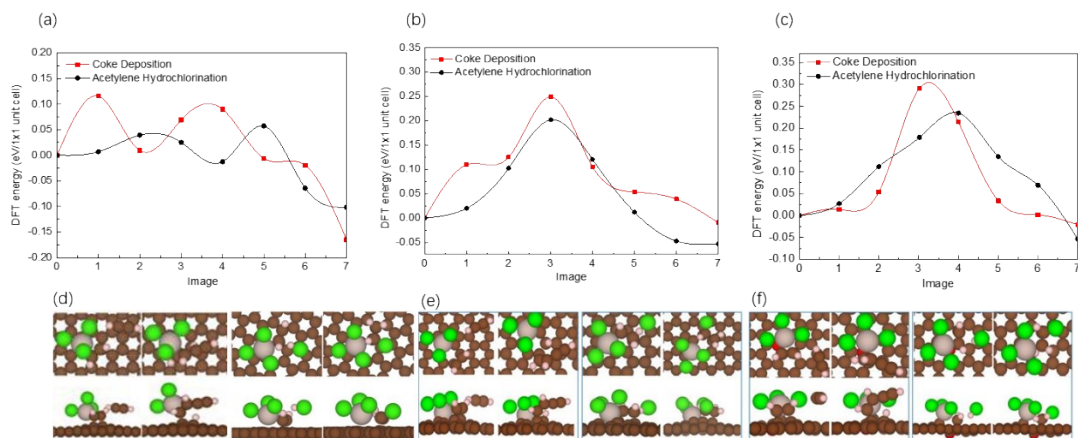 (a)
(b)
(c)
0.20
0.15
0.10
0.05
0.00
-0.05
-0.10
-0.15
-0.20
DFT energy (eV/1x1 unit cell)
Coke Deposition
Acetylene Hydrochlorination
0 1 2 3 4 5 6 7
Image
0.35
0.30
0.25
0.20
0.15
0.10
0.05
0.00
-0.05
DFT energy (eV/1x1 unit cell)
Coke Deposition
Acetylene Hydrochlorination
0 1 2 3 4 5 6 7
Image
0.35
0.30
0.25
0.20
0.15
0.10
0.05
0.00
-0.05
-0.10
DFT energy (eV/1x1 unit cell)
Coke Deposition
Acetylene Hydrochlorination
0 1 2 3 4 5 6 7
Image
(d)
(e)
(f)